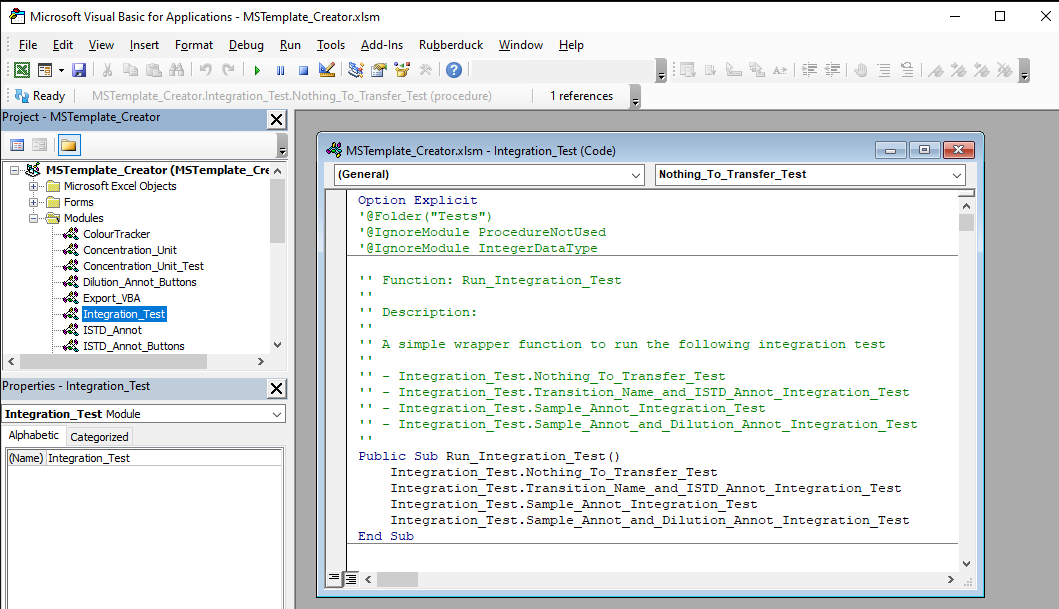 Microsoft Visual Basic for Applications - MSTemplate_Creator.xlsm
File Edit View Insert Format Debug Run Tools Add-Ins Rubberduck Window Help
Ready MSTemplate_Creator.Integration_Test.Nothing_To_Transfer_Test (procedure) 1 references
Project - MSTemplate_Creator
MSTemplate_Creator (MSTemplate_Cre
Microsoft Excel Objects
Forms
Modules
ColourTracker
Concentration_Unit
Concentration_Unit_Test
Dilution_Annot_Buttons
Export_VBA
Integration_Test
ISTD_Annot
ISTD_Annot_Buttons
Properties - Integration_Test
Integration_Test Module
Alphabetic Categorized
(Name) Integration_Test
MSTemplate_Creator.xlsm - Integration_Test (Code)
(General) Nothing_To_Transfer_Test
Option Explicit
'@Folder("Tests")
'@IgnoreModule ProcedureNotUsed
'@IgnoreModule IntegerDataType
'' Function: Run_Integration_Test
''
'' Description:
''
'' A simple wrapper function to run the following integration test
''
'' - Integration_Test.Nothing_To_Transfer_Test
'' - Integration_Test.Transition_Name_and_ISTD_Annot_Integration_Test
'' - Integration_Test.Sample_Annot_Integration_Test
'' - Integration_Test.Sample_Annot_and_Dilution_Annot_Integration_Test
''
Public Sub Run_Integration_Test()
    Integration_Test.Nothing_To_Transfer_Test
    Integration_Test.Transition_Name_and_ISTD_Annot_Integration_Test
    Integration_Test.Sample_Annot_Integration_Test
    Integration_Test.Sample_Annot_and_Dilution_Annot_Integration_Test
End Sub